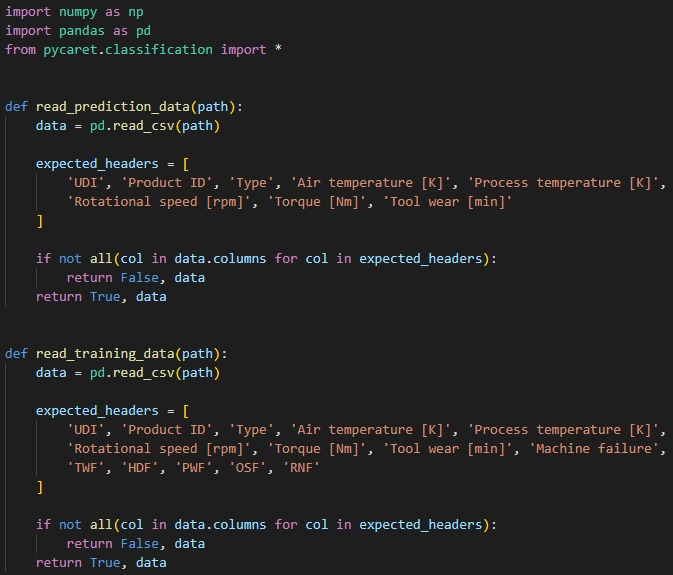 import numpy as np
import pandas as pd
from pycaret.classification import *
def read_prediction_data(path):
data = pd.read_csv(path)
expected_headers = [
'UDI', 'Product ID', 'Type', 'Air temperature [K]', 'Process temperature [K]',
'Rotational speed [rpm]', 'Torque [Nm]', 'Tool wear [min]'
]
if not all(col in data.columns for col in expected_headers):
return False, data
return True, data
def read_training_data(path):
data = pd.read_csv(path)
expected_headers = [
'UDI', 'Product ID', 'Type', 'Air temperature [K]', 'Process temperature [K]',
'Rotational speed [rpm]', 'Torque [Nm]', 'Tool wear [min]', 'Machine failure',
'TWF', 'HDF', 'PWF', 'OSF', 'RNF'
]
if not all(col in data.columns for col in expected_headers):
return False, data
return True, data